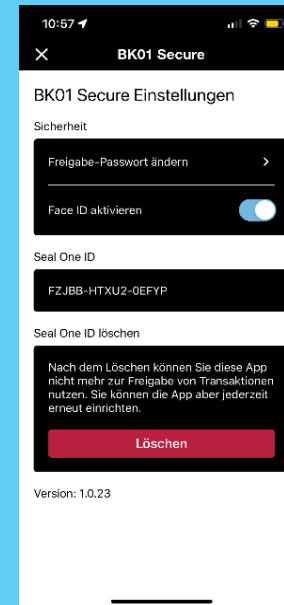 10:57
BK01 Secure
BK01 Secure Einstellungen
Sicherheit
Freigabe-Passwort ändern
Face ID aktivieren
Seal One ID
FZJBB-HTXU2-0EFYP
Seal One ID löschen
Nach dem Löschen können Sie diese App
nicht mehr zur Freigabe von Transaktionen
nutzen. Sie können die App aber jederzeit
erneut einrichten.
Löschen
Version: 1.0.23